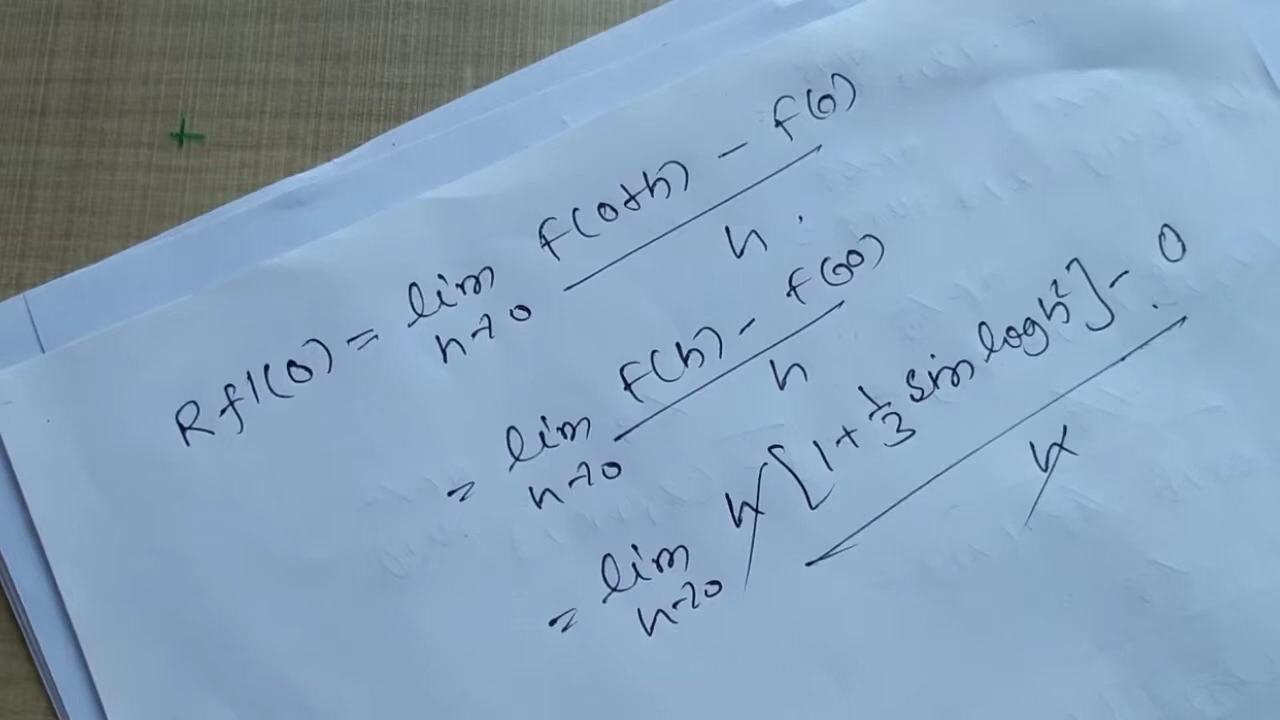 Rf'(0) = lim h→0 f(0+h) - f(0) / h.
= lim h→0 f(h) - f(0) / h
= lim h→0 h[1 + 1/3 sin log h²] - 0 / h